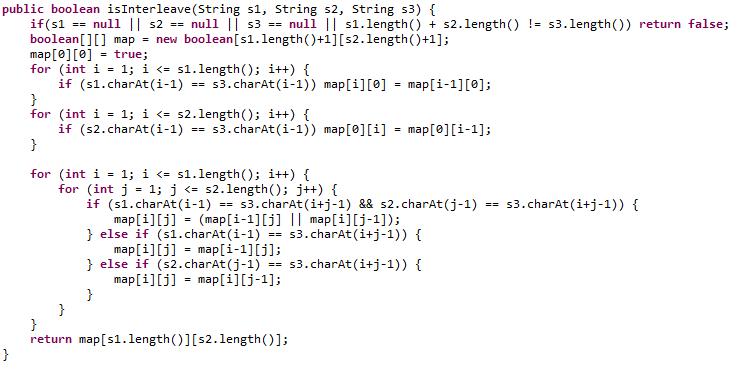 public boolean isInterleave(String s1, String s2, String s3) {
    if(s1 == null || s2 == null || s3 == null || s1.length() + s2.length() != s3.length()) return false;
    boolean[][] map = new boolean[s1.length()+1][s2.length()+1];
    map[0][0] = true;
    for (int i = 1; i <= s1.length(); i++) {
        if (s1.charAt(i-1) == s3.charAt(i-1)) map[i][0] = map[i-1][0];
    }
    for (int i = 1; i <= s2.length(); i++) {
        if (s2.charAt(i-1) == s3.charAt(i-1)) map[0][i] = map[0][i-1];
    }

    for (int i = 1; i <= s1.length(); i++) {
        for (int j = 1; j <= s2.length(); j++) {
            if (s1.charAt(i-1) == s3.charAt(i+j-1) && s2.charAt(j-1) == s3.charAt(i+j-1)) {
                map[i][j] = (map[i-1][j] || map[i][j-1]);
            } else if (s1.charAt(i-1) == s3.charAt(i+j-1)) {
                map[i][j] = map[i-1][j];
            } else if (s2.charAt(j-1) == s3.charAt(i+j-1)) {
                map[i][j] = map[i][j-1];
            }
        }
    }
    return map[s1.length()][s2.length()];
}